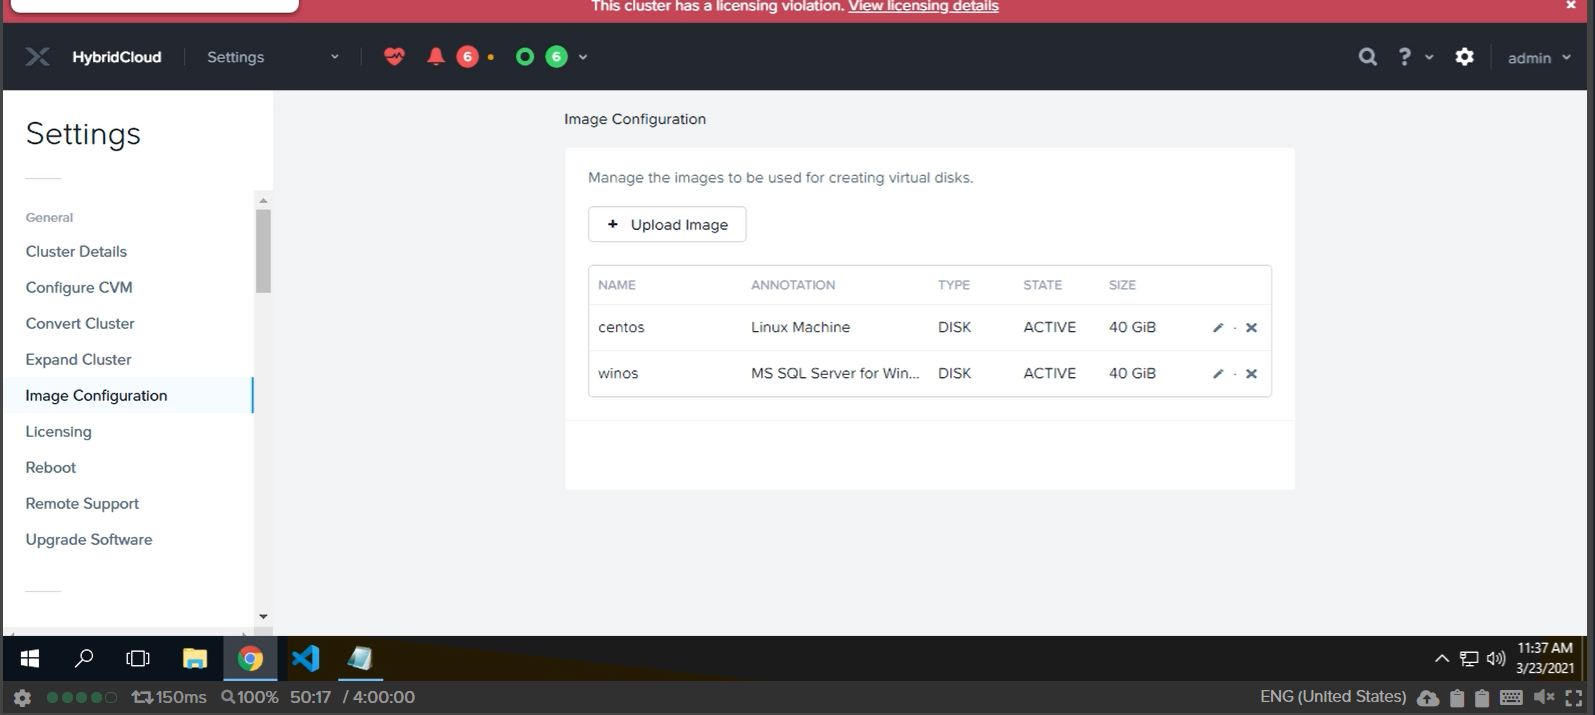 This cluster has a licensing violation. View licensing details
HybridCloud Settings 6 6 ? admin
Settings
General
Cluster Details
Configure CVM
Convert Cluster
Expand Cluster
Image Configuration
Licensing
Reboot
Remote Support
Upgrade Software
Image Configuration
Manage the images to be used for creating virtual disks.
+ Upload Image
NAME ANNOTATION TYPE STATE SIZE
centos Linux Machine DISK ACTIVE 40 GiB
winos MS SQL Server for Win... DISK ACTIVE 40 GiB
11:37 AM
3/23/2021
150ms 100% 50:17 / 4:00:00 ENG (United States)